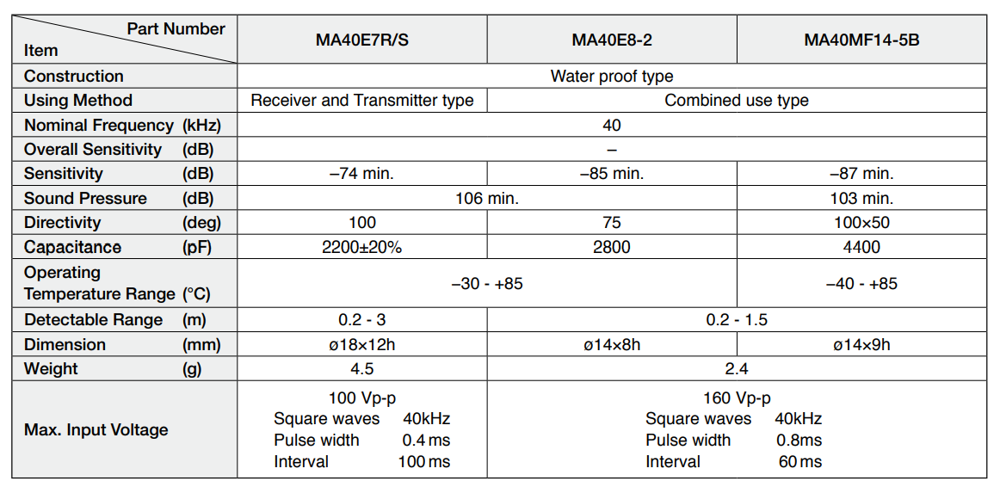 Part Number
Item
MA40E7R/S MA40E8-2 MA40MF14-5B
Construction Water proof type
Using Method Receiver and Transmitter type Combined use type
Nominal Frequency (kHz) 40
Overall Sensitivity (dB) –
Sensitivity (dB) –74 min. –85 min. –87 min.
Sound Pressure (dB) 106 min. 103 min.
Directivity (deg) 100 75 100×50
Capacitance (pF) 2200±20% 2800 4400
Operating
Temperature Range (°C) –30 - +85 –40 - +85
Detectable Range (m) 0.2 - 3 0.2 - 1.5
Dimension (mm) ø18×12h ø14×8h ø14×9h
Weight (g) 4.5 2.4
Max. Input Voltage
100 Vp-p
Square waves 40kHz
Pulse width 0.4 ms
Interval 100 ms
160 Vp-p
Square waves 40kHz
Pulse width 0.8ms
Interval 60 ms